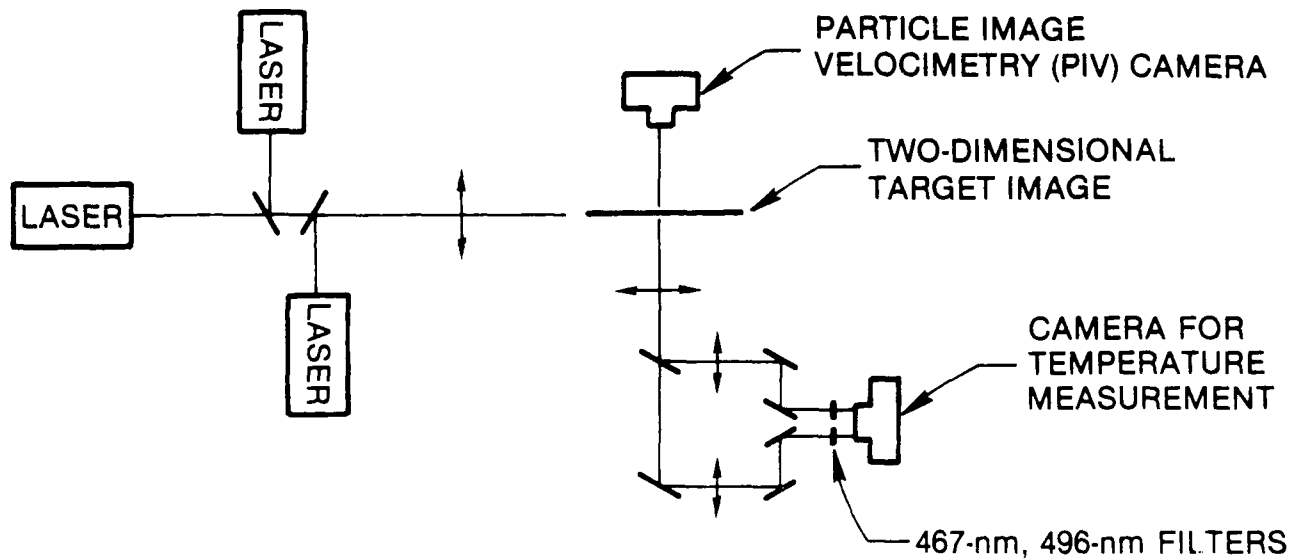 LASER
PARTICLE IMAGE
VELOCIMETRY (PIV) CAMERA
TWO-DIMENSIONAL
TARGET IMAGE
LASER
LASER
CAMERA FOR
TEMPERATURE
MEASUREMENT
467-nm, 496-nm FILTERS